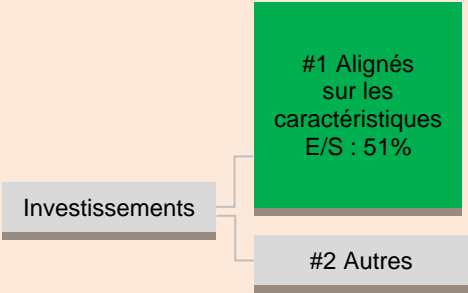 #1 Alignés
sur les
caractéristiques
E/S : 51%
Investissements
#2 Autres